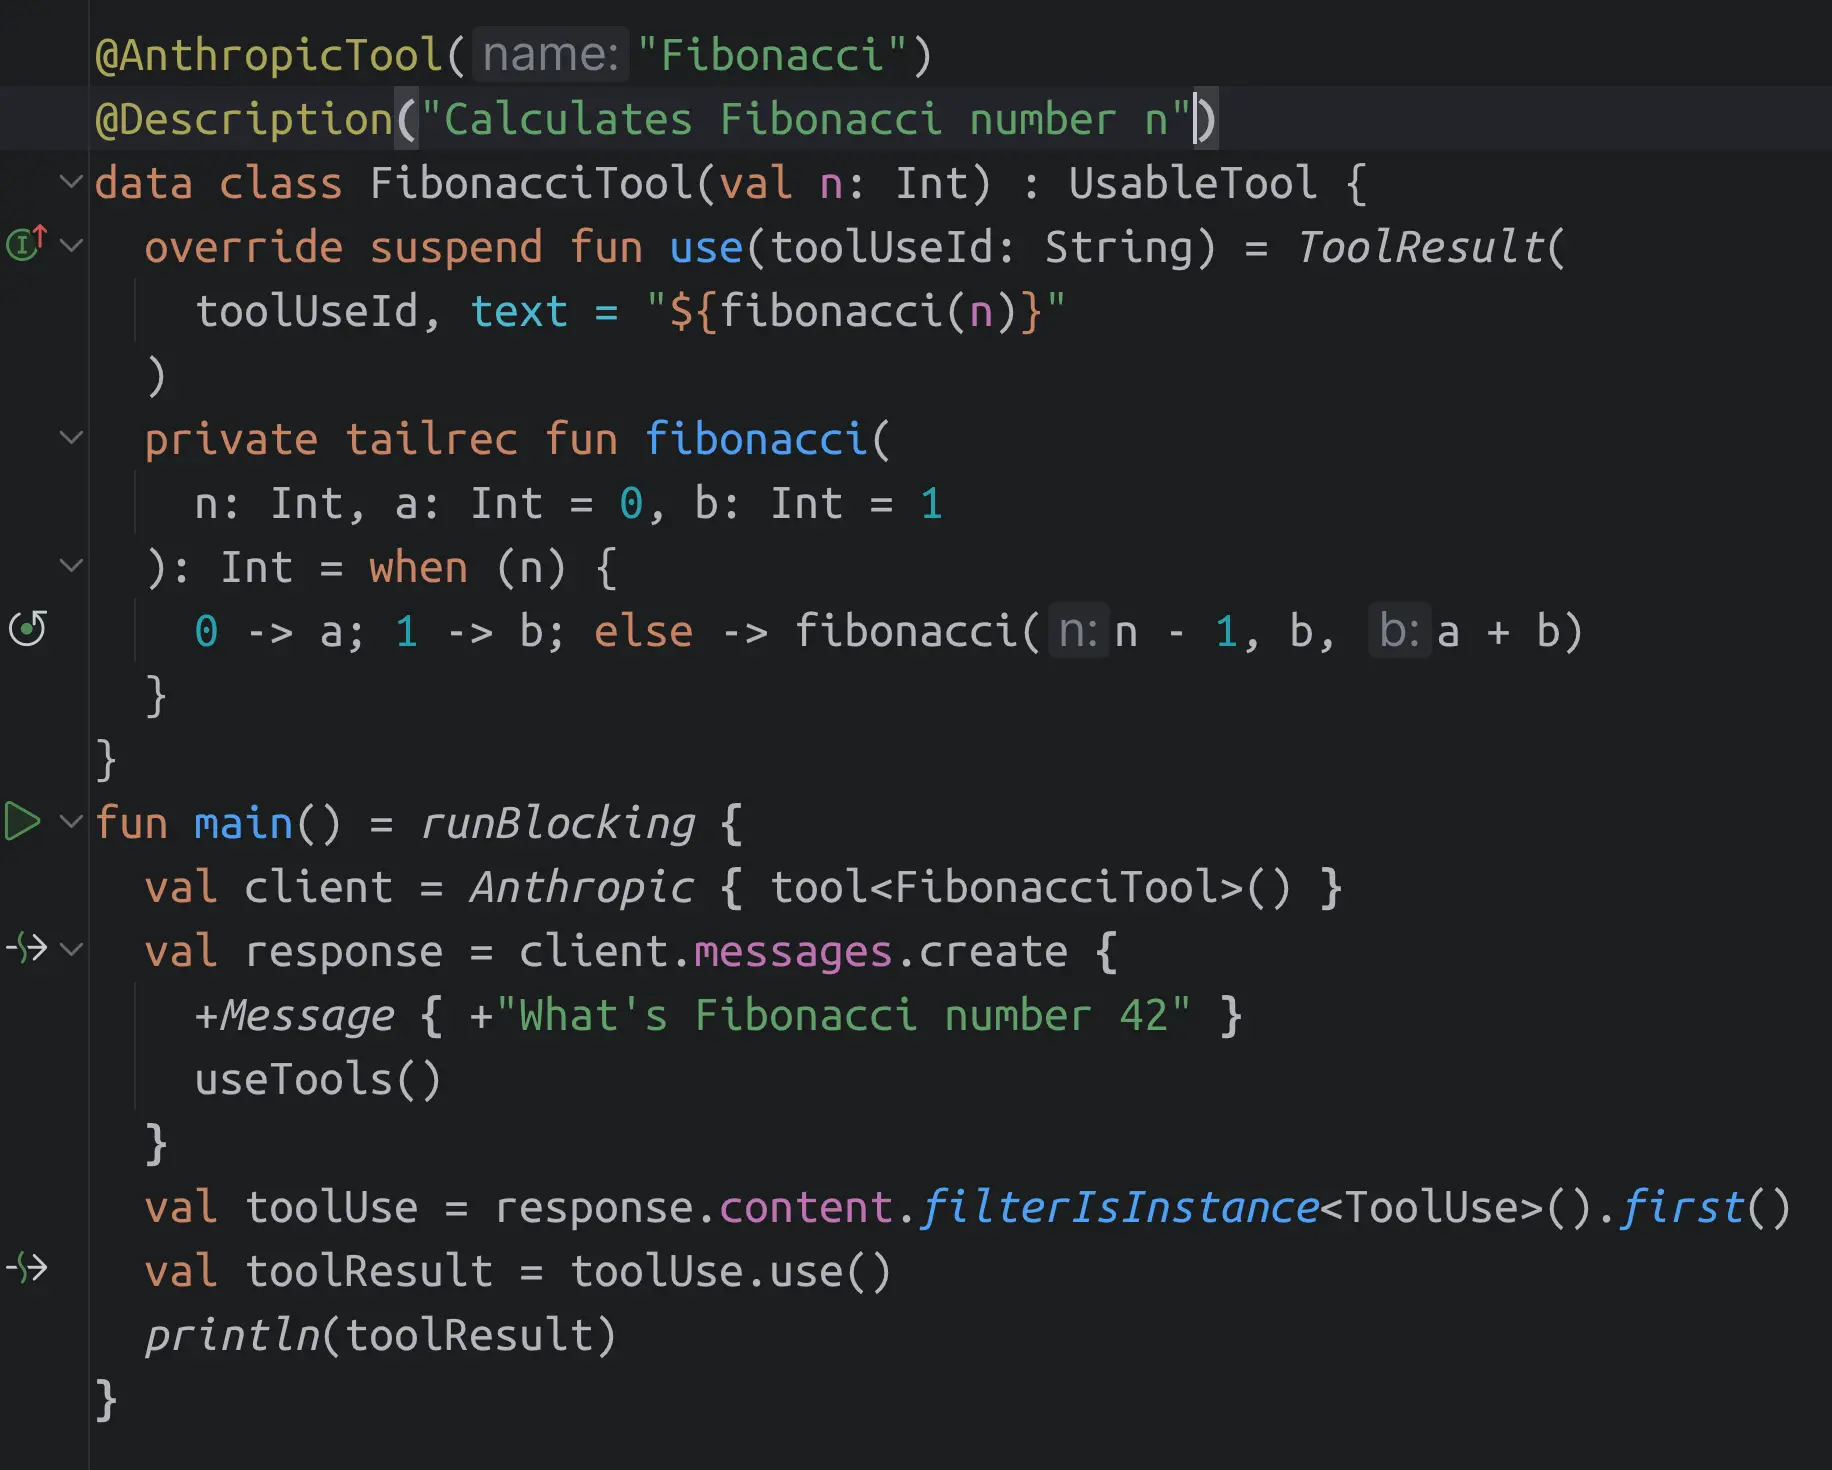 @AnthropicTool( name: "Fibonacci")
@Description("Calculates Fibonacci number n")
data class FibonacciTool(val n: Int) : UsableTool {
  override suspend fun use(toolUseId: String) = ToolResult(
    toolUseId, text = "${fibonacci(n)}"
  )
  private tailrec fun fibonacci(
    n: Int, a: Int = 0, b: Int = 1
  ): Int = when (n) {
    0 -> a; 1 -> b; else -> fibonacci( n: n - 1, b, b: a + b)
  }
}
fun main() = runBlocking {
  val client = Anthropic { tool<FibonacciTool>() }
  val response = client.messages.create {
    +Message { +"What's Fibonacci number 42" }
    useTools()
  }
  val toolUse = response.content.filterIsInstance<ToolUse>().first()
  val toolResult = toolUse.use()
  println(toolResult)
}